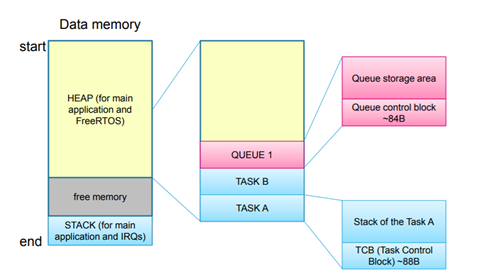 Data memory
start
HEAP (for main
application and
FreeRTOS)
free memory
STACK (for main
application and IRQs)
end
QUEUE 1
TASK B
TASK A
Queue storage area
Queue control block
~84B
Stack of the Task A
TCB (Task Control
Block) ~88B